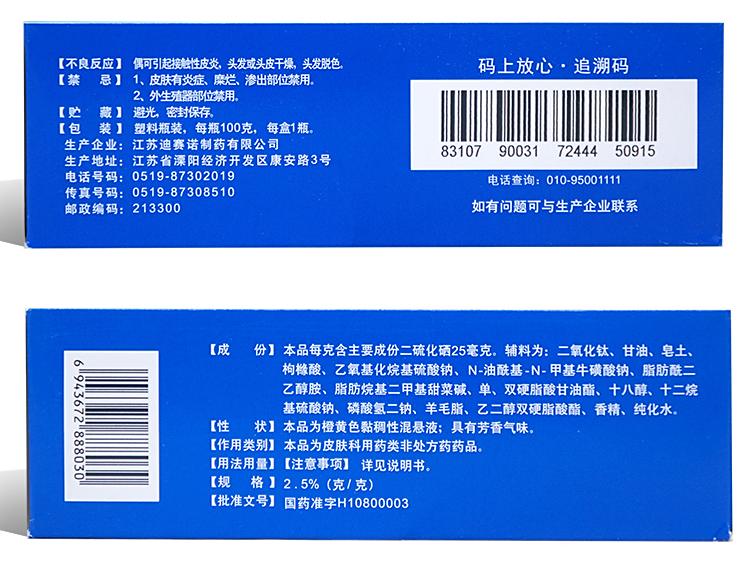 【不良反应】 偶可引起接触性皮炎，头发或头皮干燥，头发脱色。
【禁 忌】 1、皮肤有炎症、糜烂、渗出部位禁用。
2、外生殖器部位禁用。
【贮 藏】 避光，密封保存。
【包 装】 塑料瓶装，每瓶100克，每盒1瓶。
生产企业：江苏迪赛诺制药有限公司
生产地址：江苏省溧阳经济开发区康安路3号
电话号码：0519-87302019
传真号码：0519-87308510
邮政编码：213300
码上放心·追溯码
83107 90031 72444 50915
电话查询：010-95001111
如有问题可与生产企业联系
6 943672 888030
【成 份】 本品每克含主要成份二硫化硒25毫克。辅料为：二氧化钛、甘油、皂土、
枸橼酸、乙氧基化烷基硫酸钠、N-油酰基-N-甲基牛磺酸钠、脂肪酰二
乙醇胺、脂肪烷基二甲基甜菜碱、单、双硬脂酸甘油酯、十八醇、十二烷
基硫酸钠、磷酸氢二钠、羊毛脂、乙二醇双硬脂酸酯、香精、纯化水。
【性 状】 本品为橙黄色黏稠性混悬液；具有芳香气味。
【作用类别】 本品为皮肤科用药类非处方药药品。
【用法用量】【注意事项】 详见说明书。
【规 格】 2.5%（克/克）
【批准文号】 国药准字H10800003